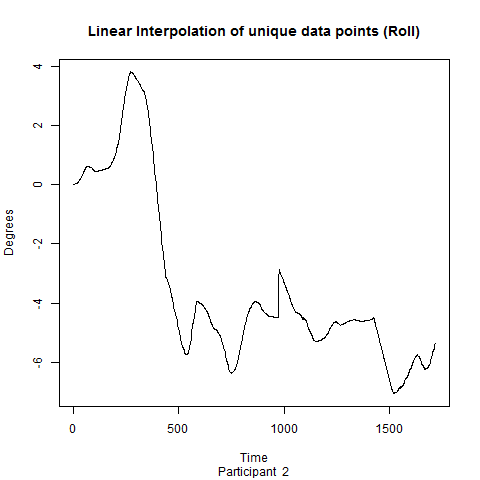 Linear Interpolation of unique data points (Roll)
4
2
0
-2
-4
-6
Degrees
0 500 1000 1500
Time
Participant 2